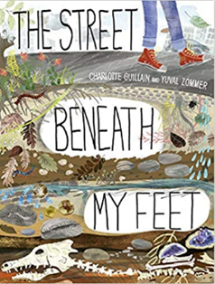 THE STREET
CHARLOTTE GUILLAIN AND YUVAL ZOMMER
BENEATH
MY FEET